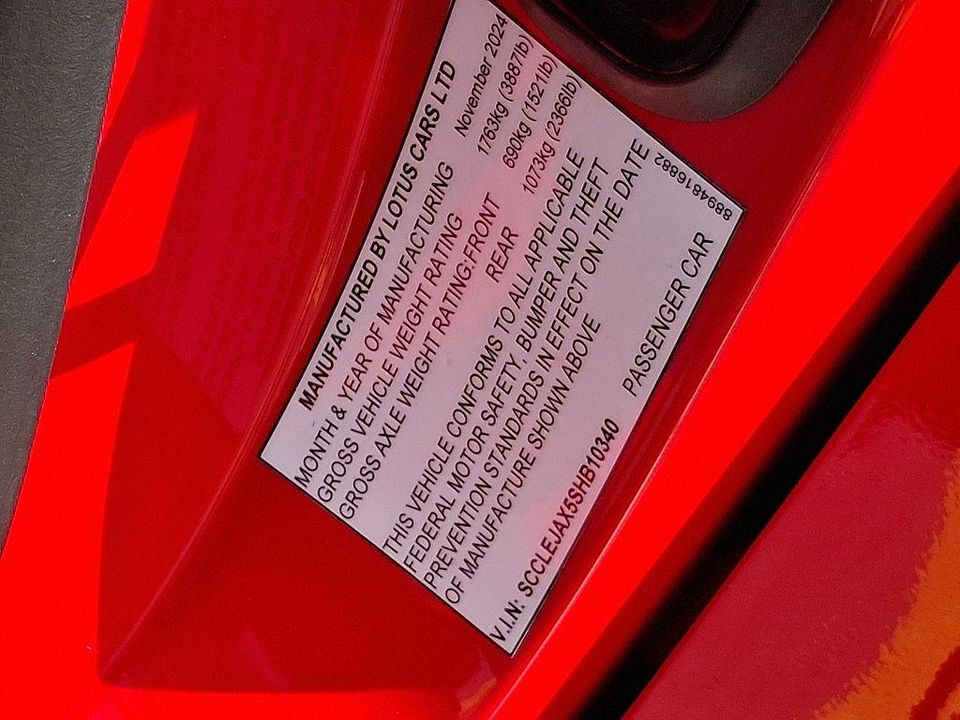 MANUFACTURED BY LOTUS CARS LTD
MONTH & YEAR OF MANUFACTURING November 2024
GROSS VEHICLE WEIGHT RATING 1763kg (3887lb)
GROSS AXLE WEIGHT RATING:FRONT 690kg (1521lb)
REAR 1073kg (2366lb)
THIS VEHICLE CONFORMS TO ALL APPLICABLE
FEDERAL MOTOR SAFETY, BUMPER AND THEFT
PREVENTION STANDARDS IN EFFECT ON THE DATE
OF MANUFACTURE SHOWN ABOVE
8894816882
V.I.N: SCCLEJAX5SHB10340 PASSENGER CAR